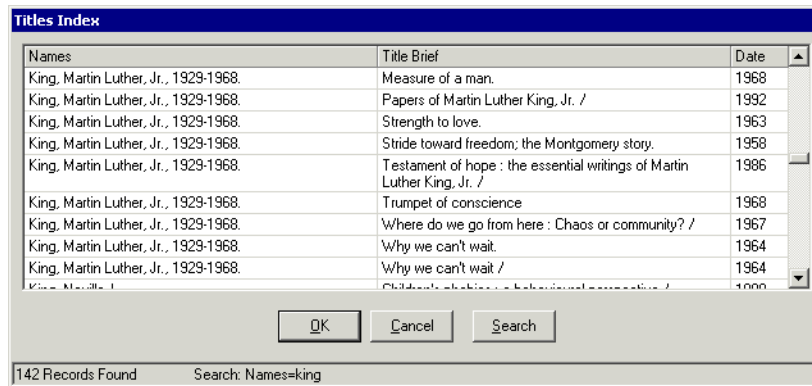 Titles Index
Names Title Brief Date
King, Martin Luther, Jr., 1929-1968. Measure of a man. 1968
King, Martin Luther, Jr., 1929-1968. Papers of Martin Luther King, Jr. / 1992
King, Martin Luther, Jr., 1929-1968. Strength to love. 1963
King, Martin Luther, Jr., 1929-1968. Stride toward freedom; the Montgomery story. 1958
King, Martin Luther, Jr., 1929-1968. Testament of hope : the essential writings of Martin 1986
Luther King, Jr. /
King, Martin Luther, Jr., 1929-1968. Trumpet of conscience 1968
King, Martin Luther, Jr., 1929-1968. Where do we go from here : Chaos or community? / 1967
King, Martin Luther, Jr., 1929-1968. Why we can't wait. 1964
King, Martin Luther, Jr., 1929-1968. Why we can't wait / 1964
OK Cancel Search
142 Records Found Search: Names=king